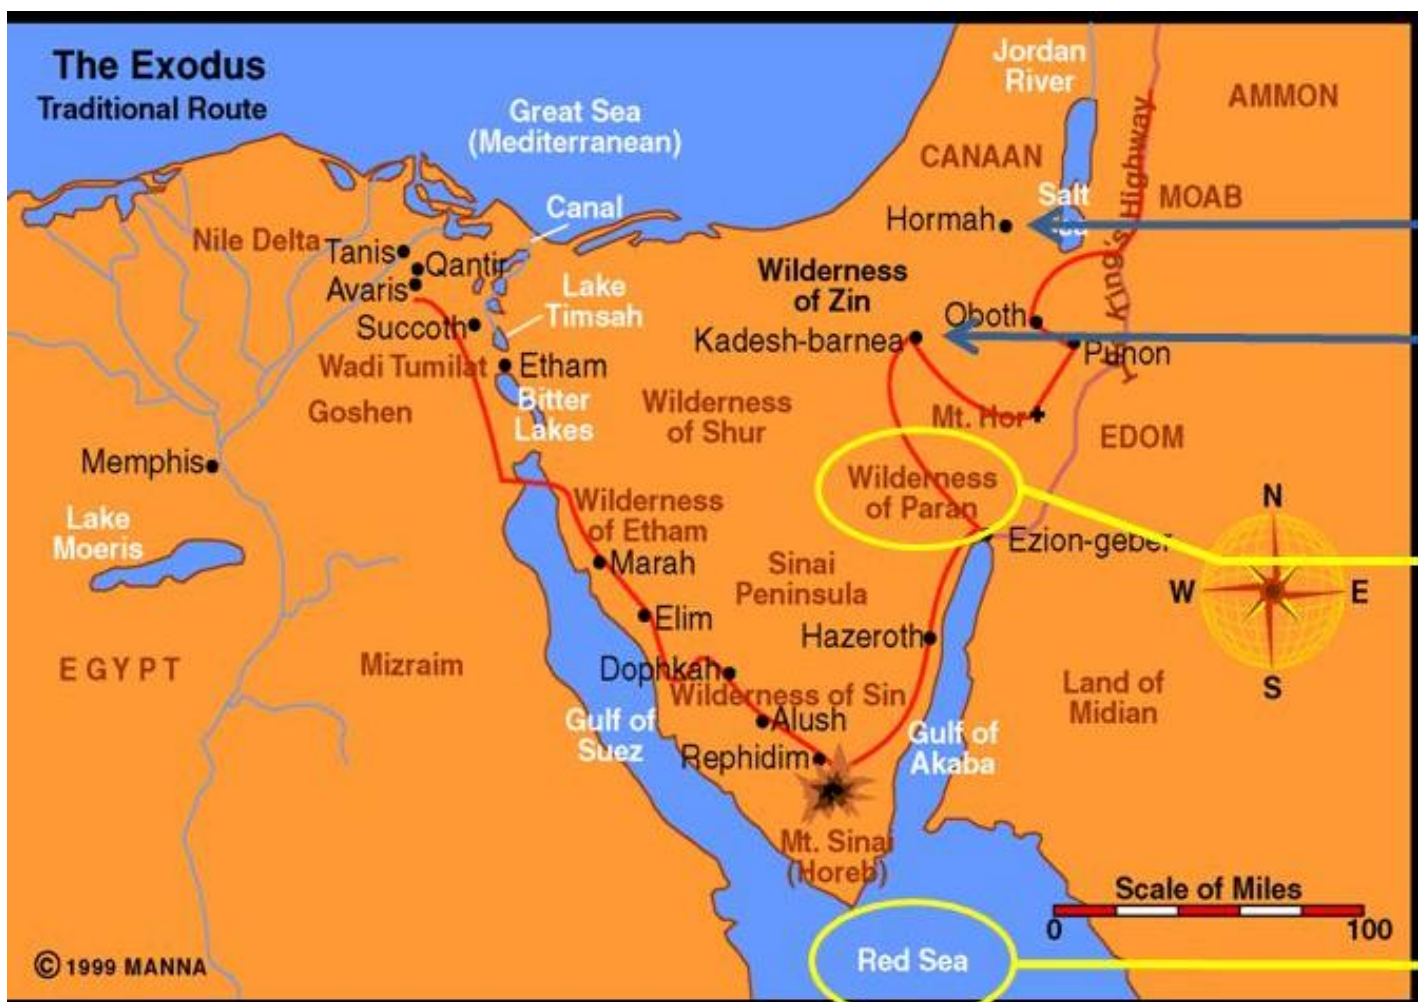 The Exodus
Traditional Route
Great Sea
(Mediterranean)
Jordan
River
AMMON
CANAAN
King's Highway
MOAB
Salt
Hormah
Canal
Nile Delta
Tanis
Qantir
Avaris
Lake
Timsah
Succoth
Wilderness
of Zin
Kadesh-barnea
Oboth
Punon
Wadi Tumilat
Etham
Goshen
Bitter
Lakes
Wilderness
of Shur
Mt. Hor
EDOM
Memphis
Wilderness
of Paran
Lake
Moeris
Wilderness
of Etham
Ezion-geber
Marah
Sinai
Peninsula
N
W
E
S
Elim
Hazeroth
EGYPT
Mizraim
Dophkah
Wilderness of Sin
Land of
Midian
Alush
Gulf of
Suez
Rephidim
Gulf of
Akaba
Mt. Sinai
(Horeb)
Scale of Miles
0
100
Red Sea
© 1999 MANNA